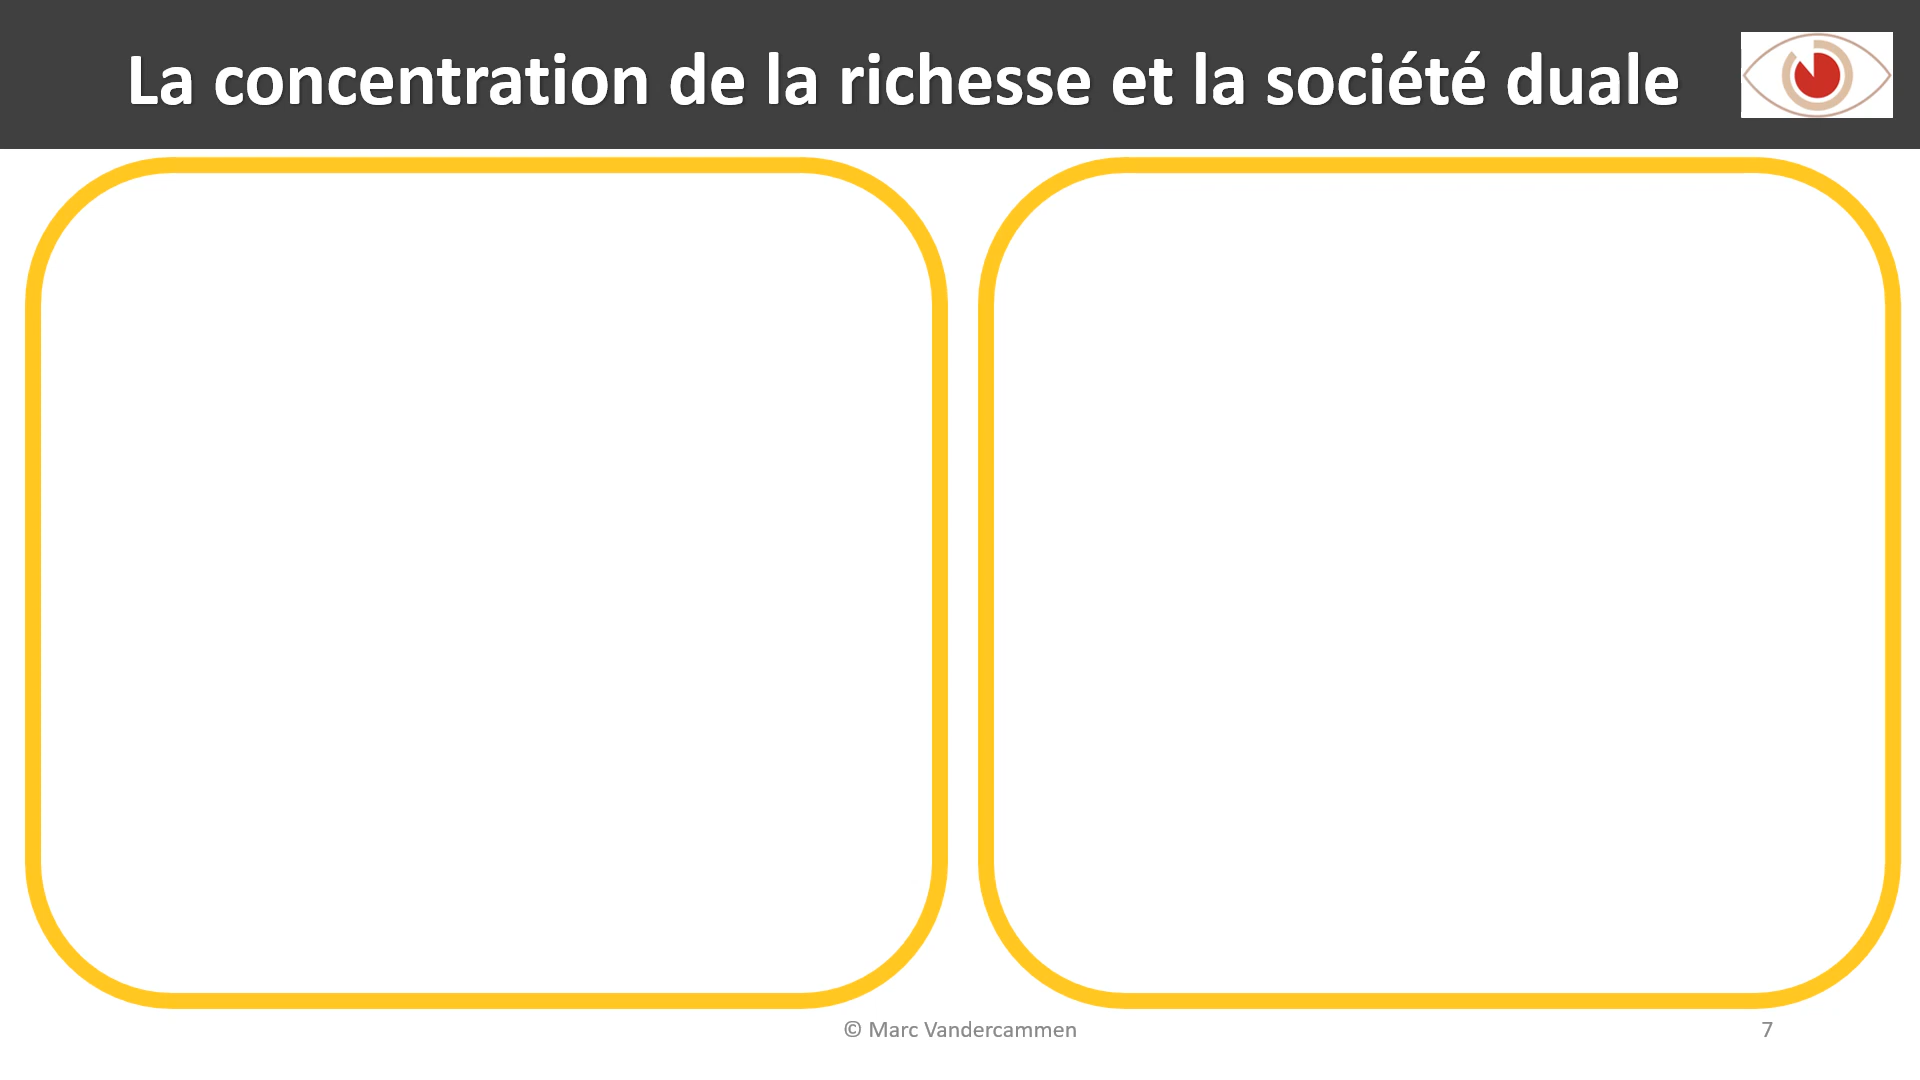 La concentration de la richesse et la société duale
© Marc Vandercammen
7